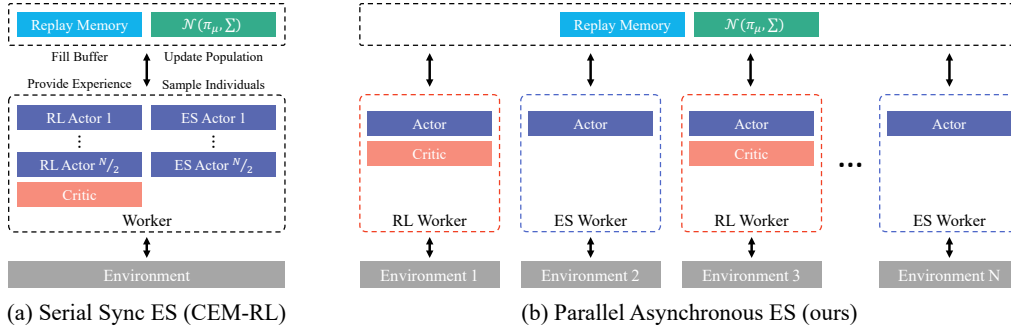 Replay Memory
𝒩(π_μ, Σ)
Fill Buffer
Update Population
Provide Experience
Sample Individuals
RL Actor 1
ES Actor 1
⋮
⋮
RL Actor N/2
ES Actor N/2
Critic
Worker
Environment
(a) Serial Sync ES (CEM-RL)
Replay Memory
𝒩(π_μ, Σ)
Actor
Critic
RL Worker
Environment 1
Actor
ES Worker
Environment 2
Actor
Critic
RL Worker
Environment 3
...
Actor
ES Worker
Environment N
(b) Parallel Asynchronous ES (ours)